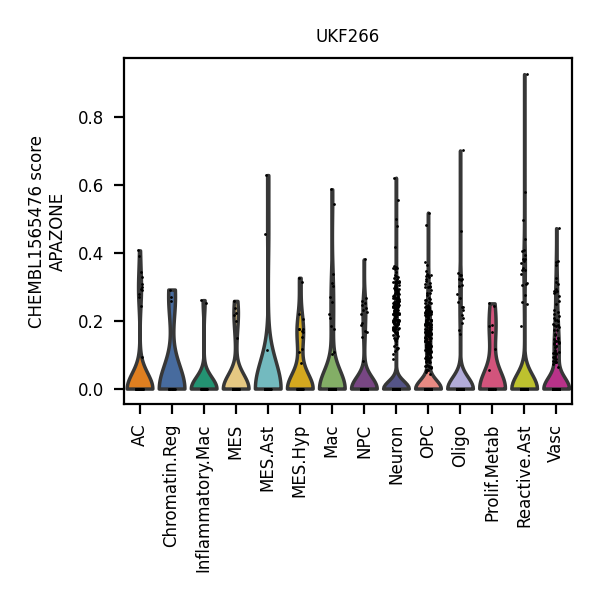 UKF266
CHEMBL1565476 score
APAZONE
0.8
0.6
0.4
0.2
0.0
AC
Chromatin.Reg
Inflammatory.Mac
MES
MES.Ast
MES.Hyp
Mac
NPC
Neuron
OPC
Oligo
Prolif.Metab
Reactive.Ast
Vasc